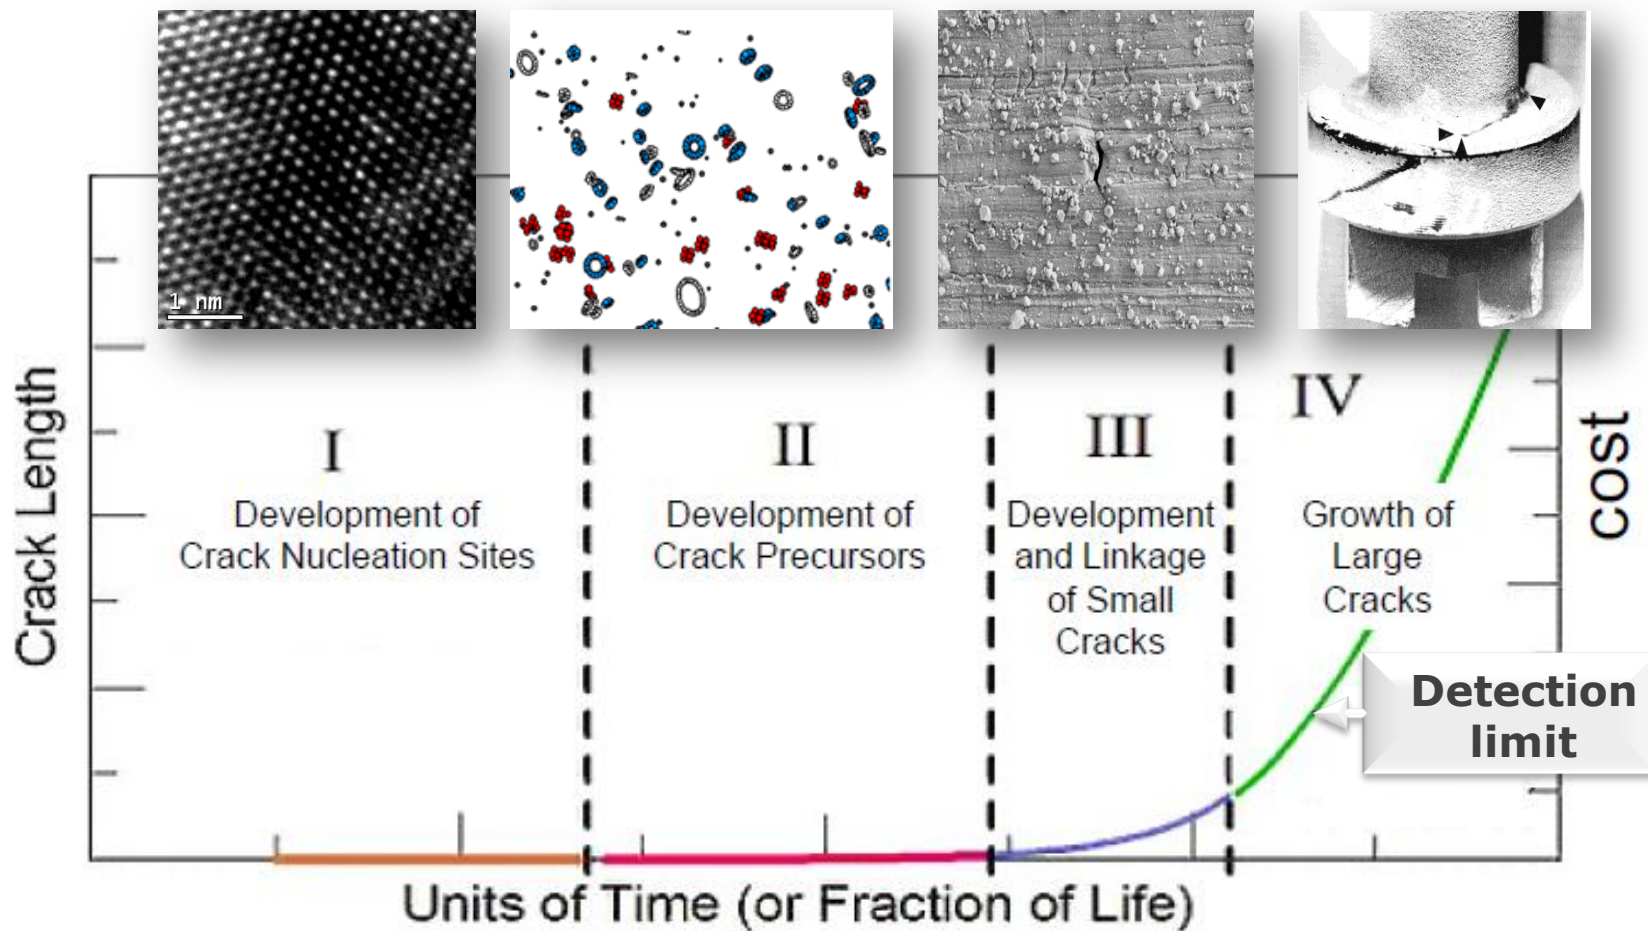 1 nm
Crack Length
I
Development of
Crack Nucleation Sites
II
Development of
Crack Precursors
III
Development
and Linkage
of Small
Cracks
IV
Growth of
Large
Cracks
cost
Detection
limit
Units of Time (or Fraction of Life)